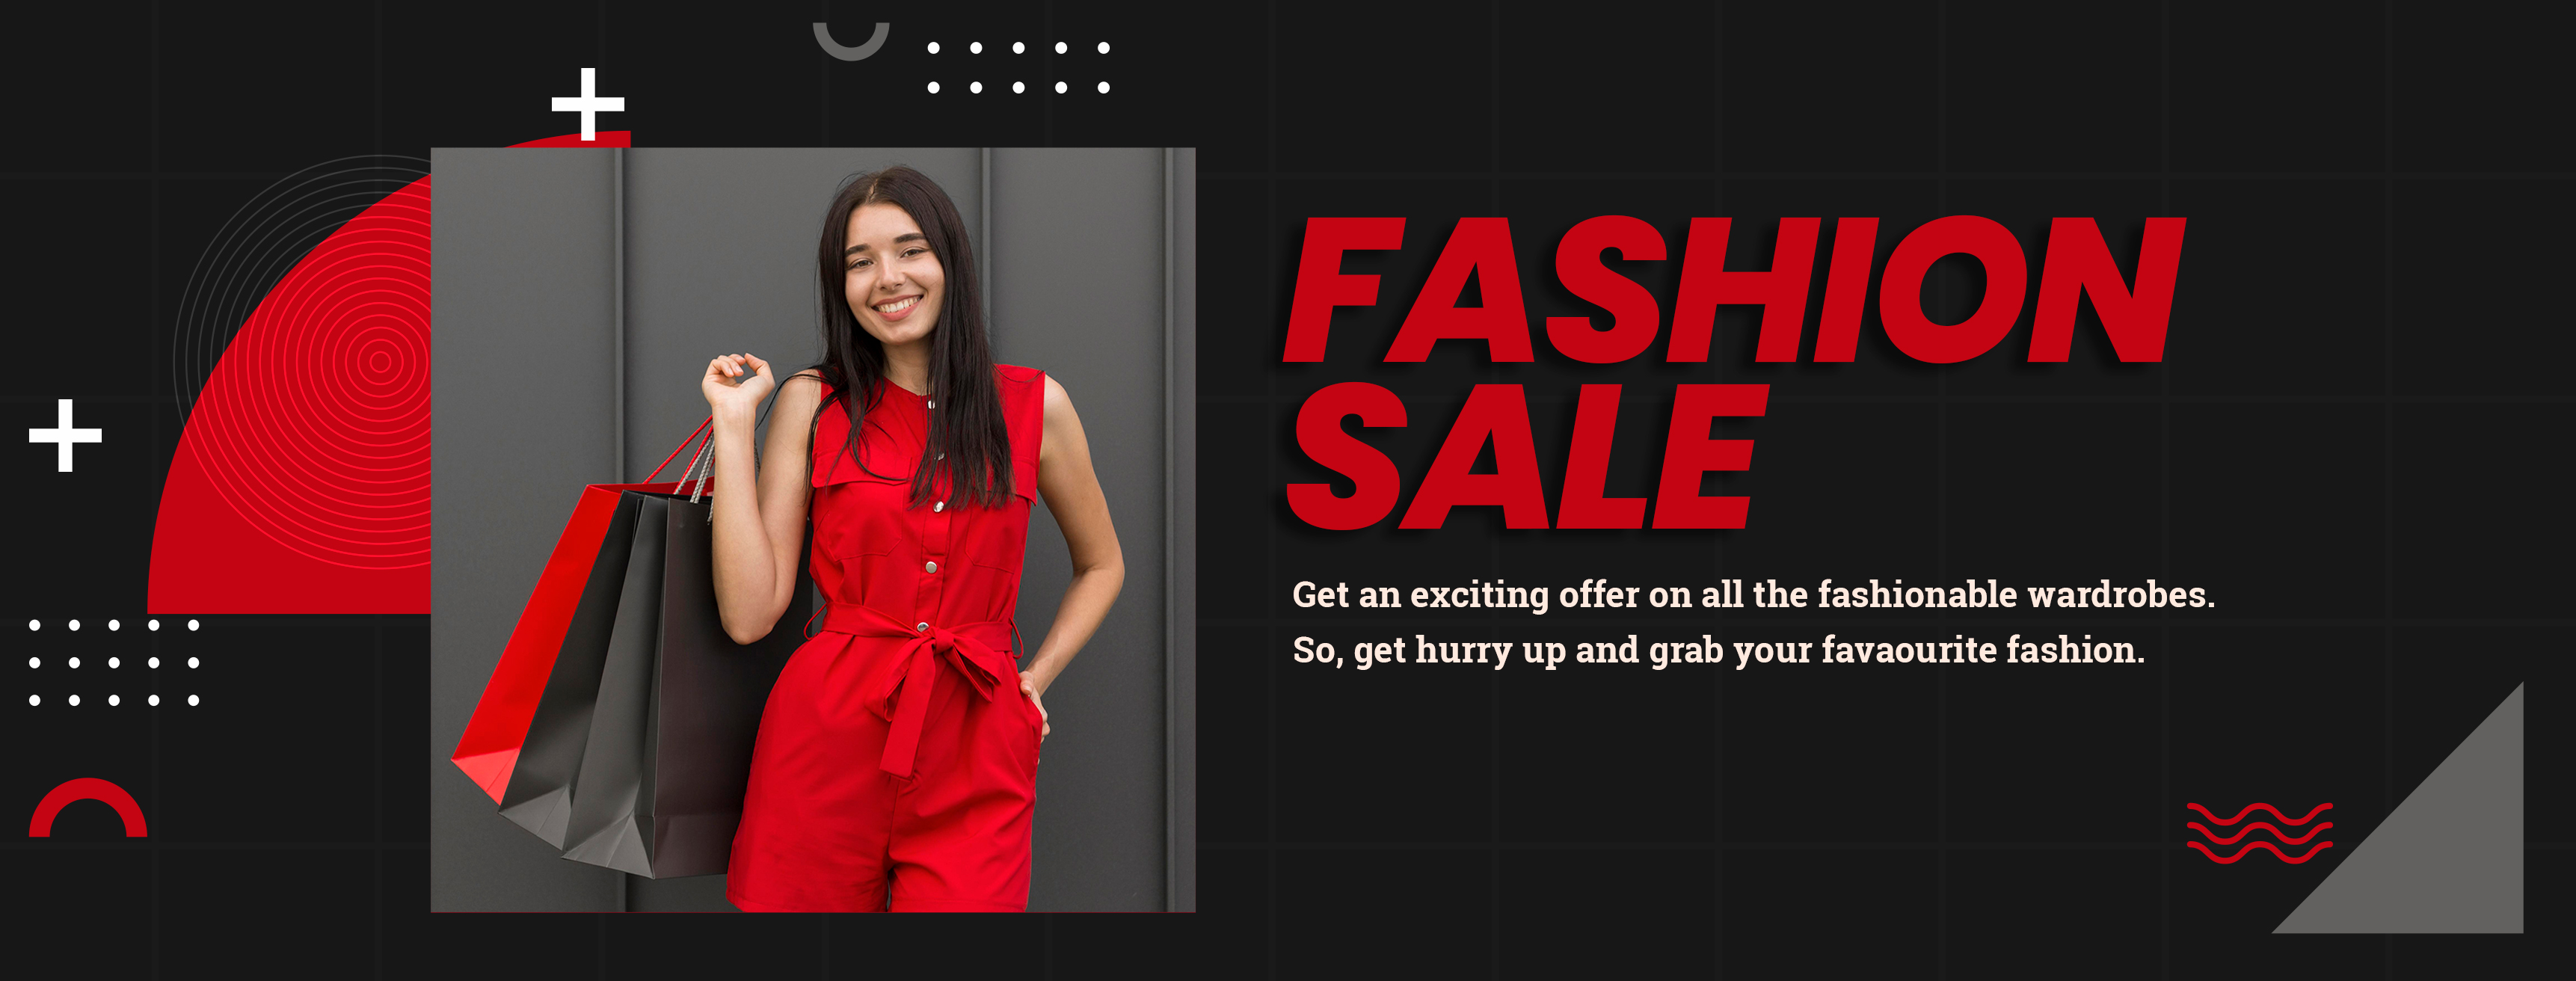 FASHION
SALE
Get an exciting offer on all the fashionable wardrobes.
So, get hurry up and grab your favaourite fashion.